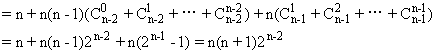 =n+n(n-1)(C⁰ₙ₋₂+C¹ₙ₋₂+⋯+Cⁿ⁻²ₙ₋₂)+n(C¹ₙ₋₁+C²ₙ₋₁+⋯+Cⁿ⁻¹ₙ₋₁)
=n+n(n-1)2ⁿ⁻²+n(2ⁿ⁻¹-1)=n(n+1)2ⁿ⁻²